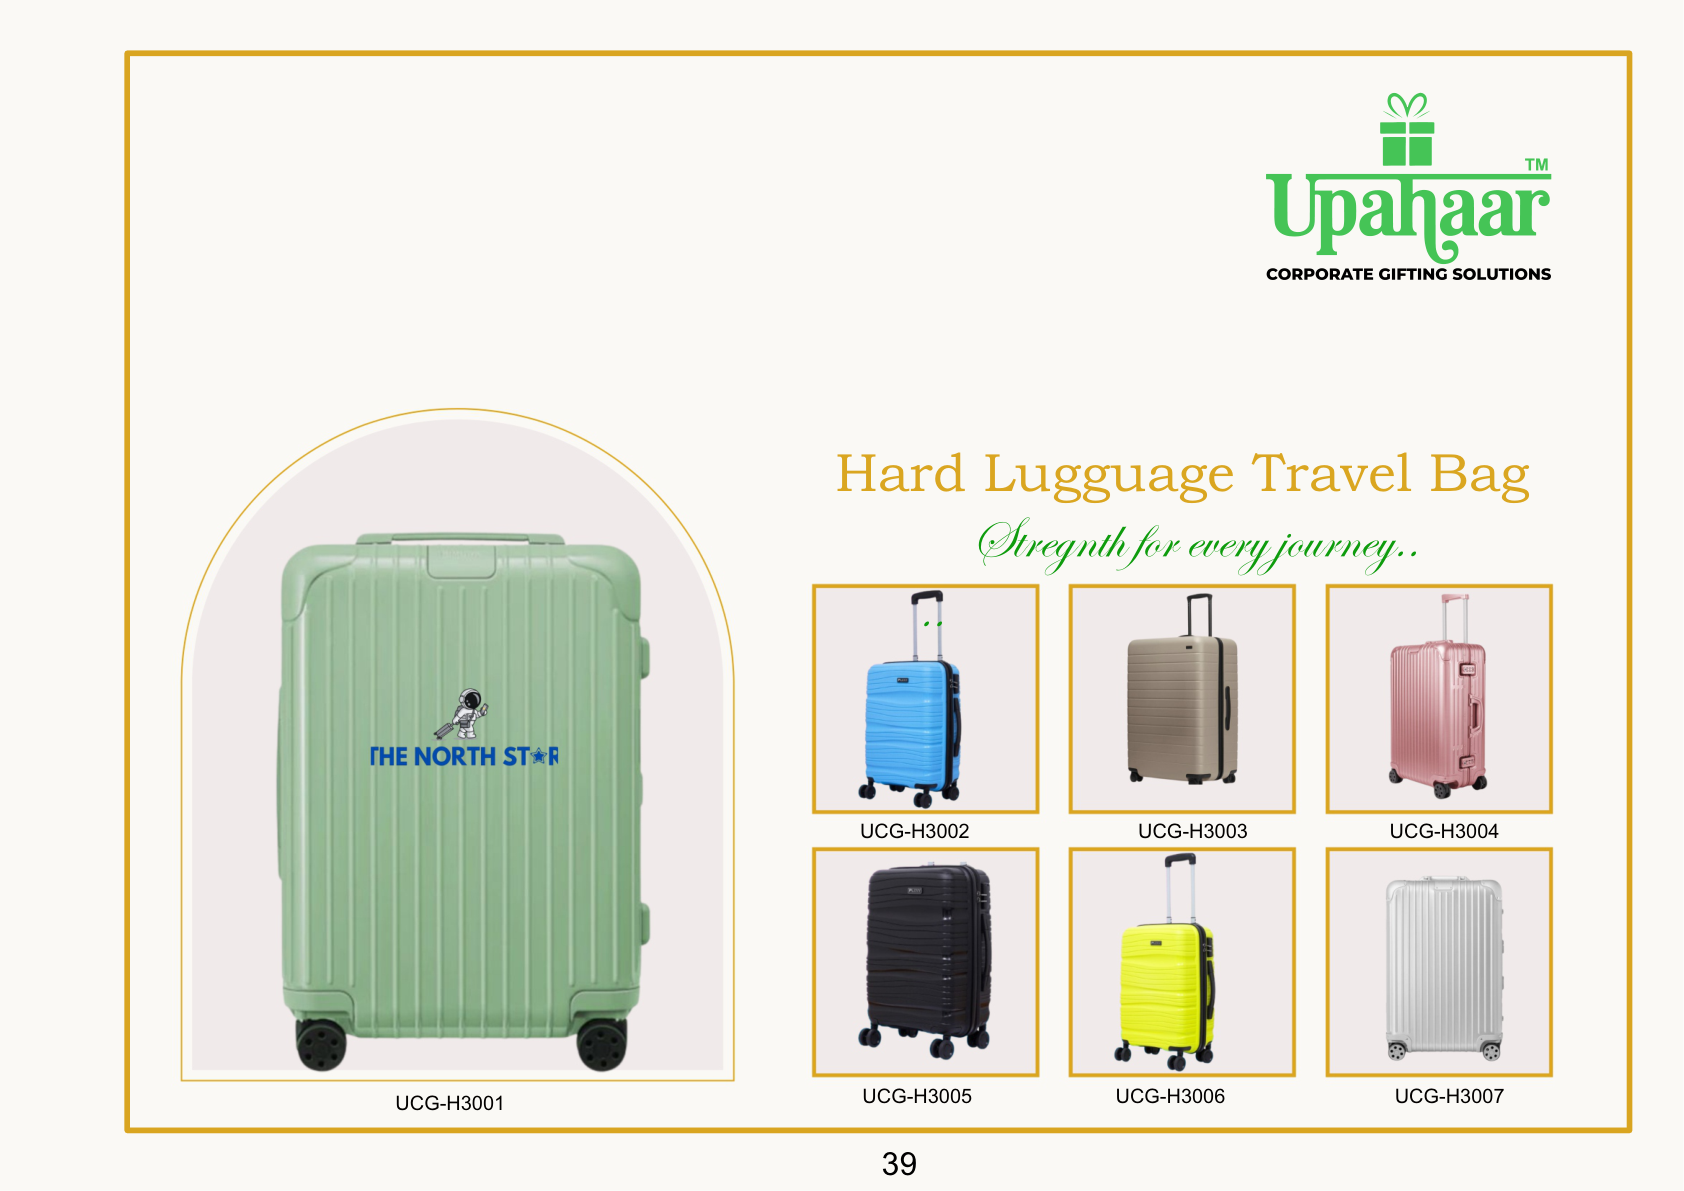 TM
Upahaar
CORPORATE GIFTING SOLUTIONS
Hard Lugguage Travel Bag
Stregnth for every journey..
..
THE NORTH ST★R
UCG-H3001
UCG-H3002
UCG-H3003
UCG-H3004
UCG-H3005
UCG-H3006
UCG-H3007
39